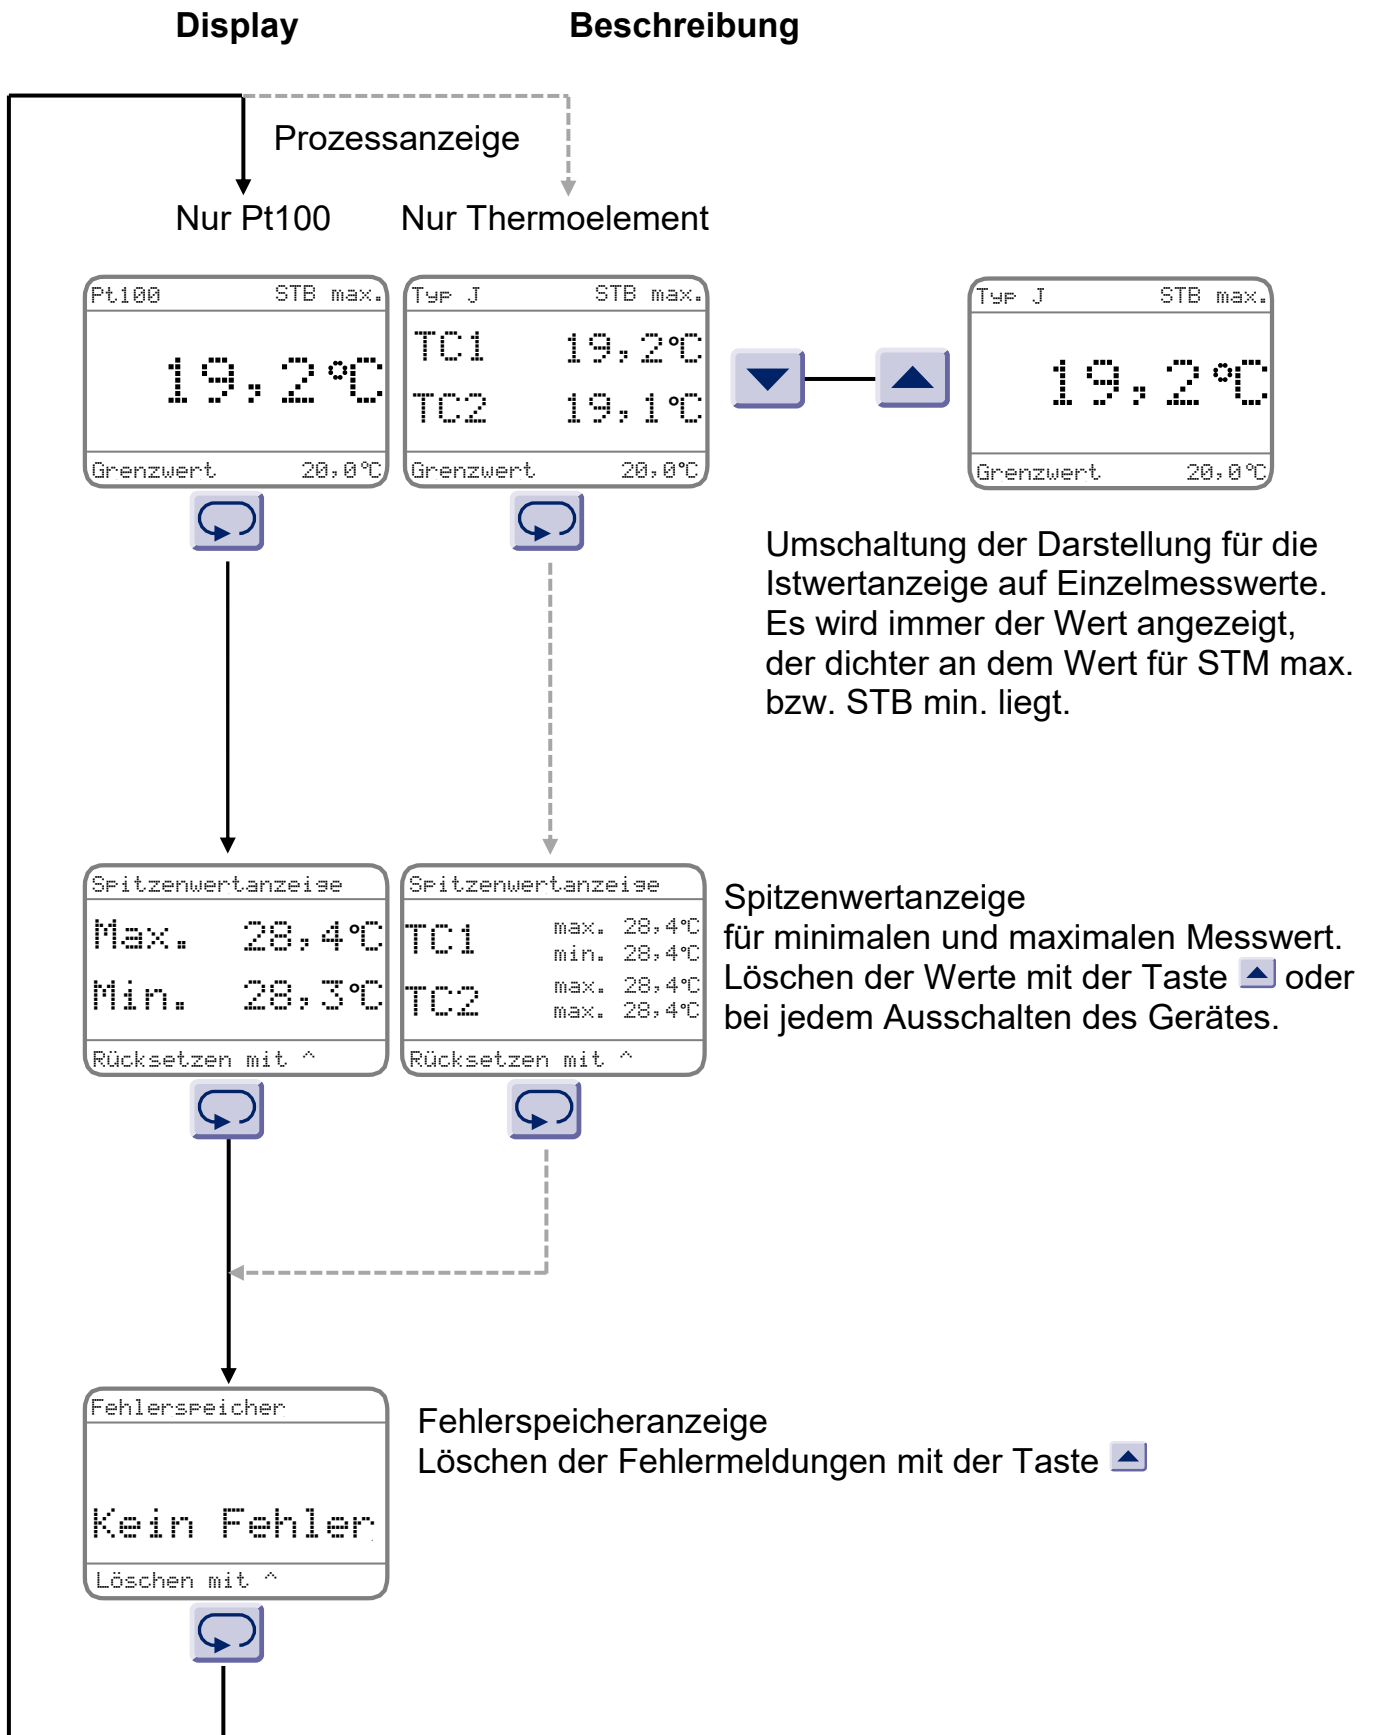 Display Beschreibung
Prozessanzeige
Nur Pt100 Nur Thermoelement
Pt100 STB max.
19,2°C
Grenzwert 20,0°C
Typ J STB max.
TC1 19,2°C
TC2 19,1°C
Grenzwert 20,0°C
Typ J STB max.
19,2°C
Grenzwert 20,0°C
Umschaltung der Darstellung für die
Istwertanzeige auf Einzelmesswerte.
Es wird immer der Wert angezeigt,
der dichter an dem Wert für STM max.
bzw. STB min. liegt.
Spitzenwertanzeige
Max. 28,4°C
Min. 28,3°C
Rücksetzen mit ^
Spitzenwertanzeige
TC1 max. 28,4°C
min. 28,4°C
TC2 max. 28,4°C
max. 28,4°C
Rücksetzen mit ^
Spitzenwertanzeige
für minimalen und maximalen Messwert.
Löschen der Werte mit der Taste oder
bei jedem Ausschalten des Gerätes.
Fehlerspeicher
Kein Fehler
Löschen mit ^
Fehlerspeicheranzeige
Löschen der Fehlermeldungen mit der Taste